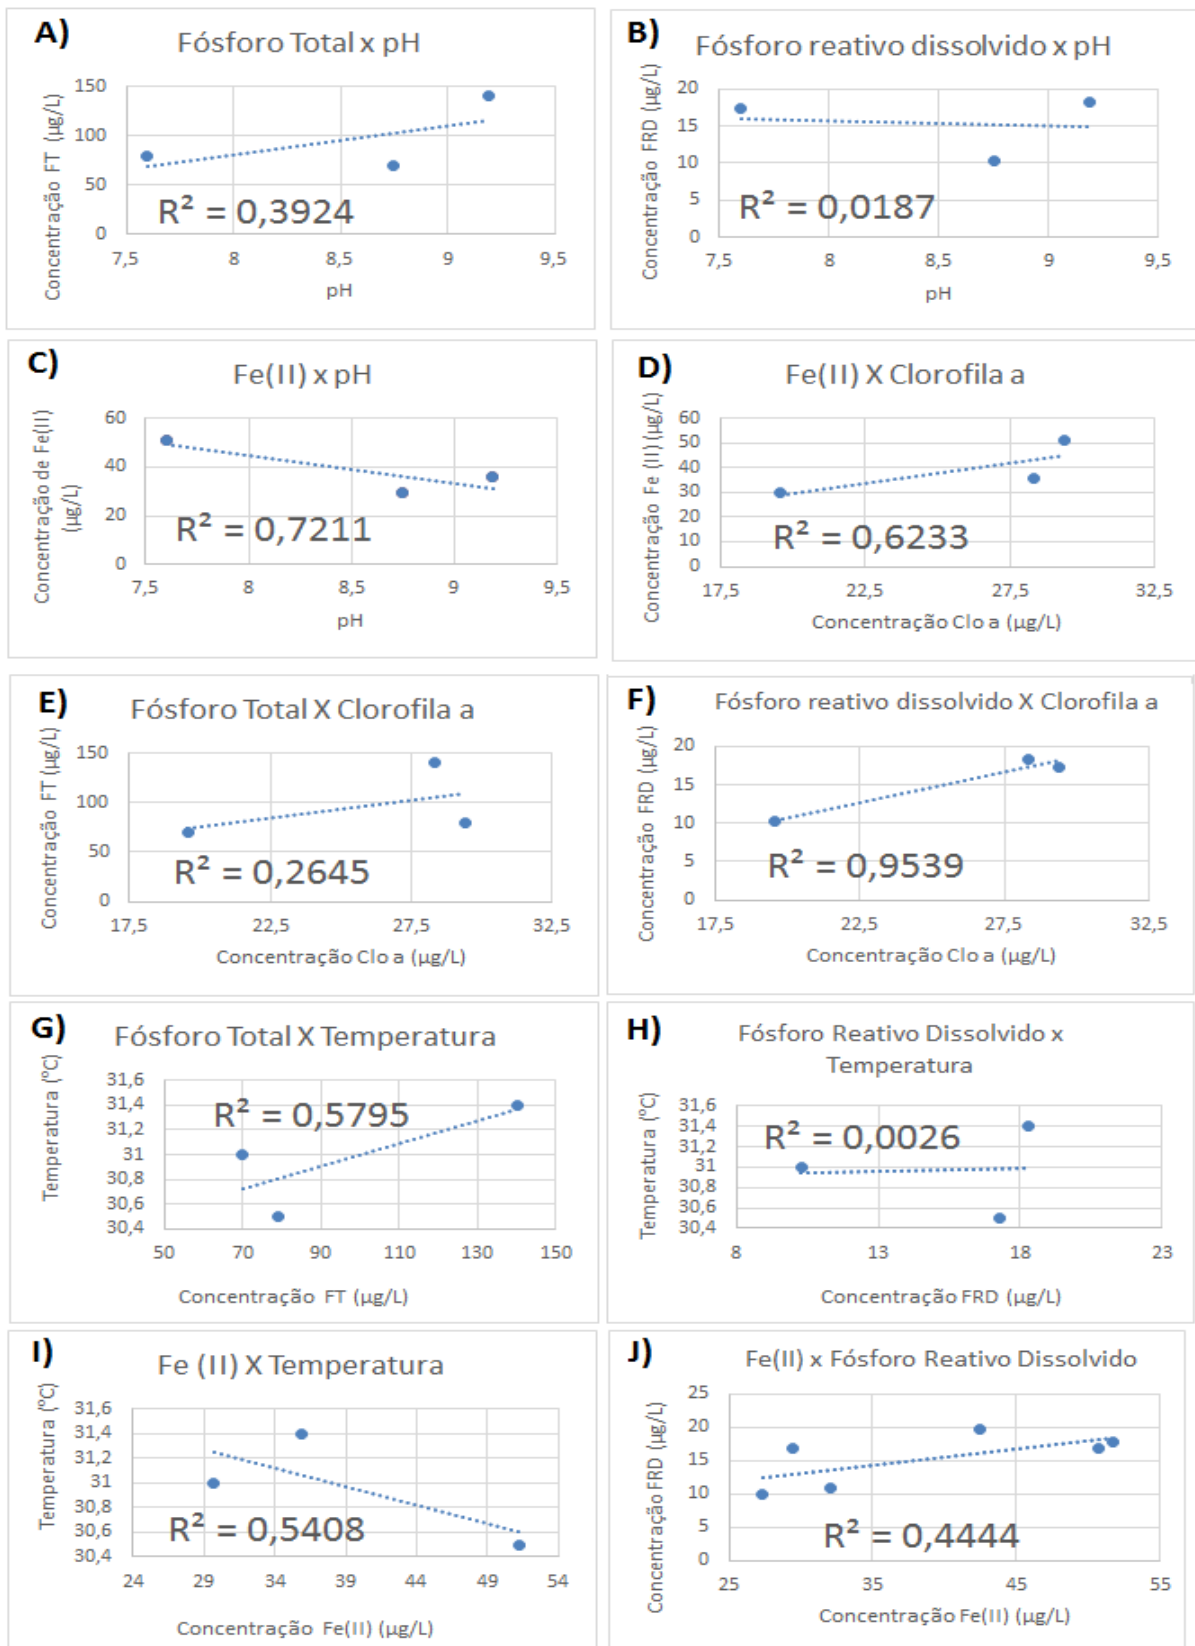 A)
Fósforo Total x pH
Concentração FT (µg/L)
150
100
50
0
R² = 0,3924
7,5 8 8,5 9 9,5
pH
B)
Fósforo reativo dissolvido x pH
Concentração FRD (µg/L)
20
15
10
5
0
R² = 0,0187
7,5 8 8,5 9 9,5
pH
C)
Fe(II) x pH
Concentração de Fe(II)
(µg/L)
60
40
20
0
R² = 0,7211
7,5 8 8,5 9 9,5
pH
D)
Fe(II) X Clorofila a
Concentração Fe (II) (µg/L)
60
50
40
30
20
10
0
R² = 0,6233
17,5 22,5 27,5 32,5
Concentração Clo a (µg/L)
E)
Fósforo Total X Clorofila a
Concentração FT (µg/L)
150
100
50
0
R² = 0,2645
17,5 22,5 27,5 32,5
Concentração Clo a (µg/L)
F)
Fósforo reativo dissolvido X Clorofila a
Concentração FRD (µg/L)
20
15
10
5
0
R² = 0,9539
17,5 22,5 27,5 32,5
Concentração Clo a (µg/L)
G)
Fósforo Total X Temperatura
Temperatura (°C)
31,6
31,4
31,2
31
30,8
30,6
30,4
R² = 0,5795
50 70 90 110 130 150
Concentração FT (µg/L)
H)
Fósforo Reativo Dissolvido x
Temperatura
Temperatura (°C)
31,6
31,4
31,2
31
30,8
30,6
30,4
R² = 0,0026
8 13 18 23
Concentração FRD (µg/L)
I)
Fe (II) X Temperatura
Temperatura (°C)
31,6
31,4
31,2
31
30,8
30,6
30,4
R² = 0,5408
24 29 34 39 44 49 54
Concentração Fe(II) (µg/L)
J)
Fe(II) x Fósforo Reativo Dissolvido
Concentração FRD (µg/L)
25
20
15
10
5
0
R² = 0,4444
25 35 45 55
Concentração Fe(II) (µg/L)